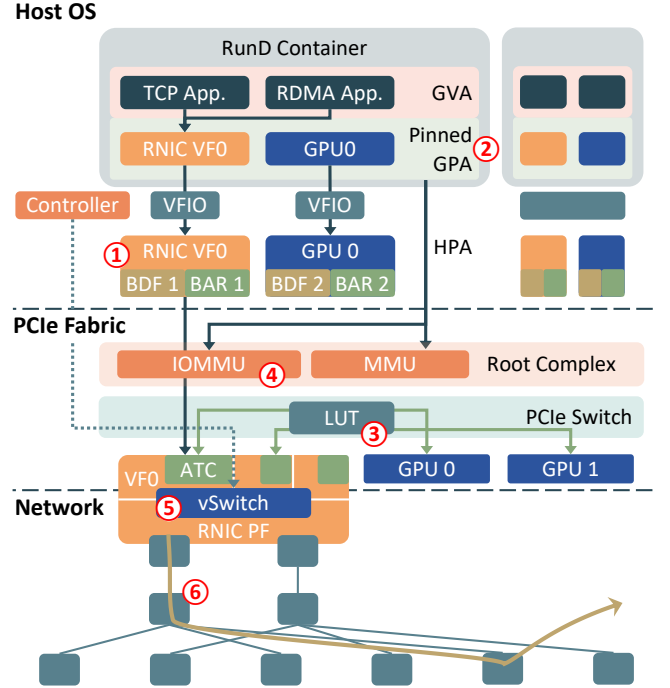 Host OS
RunD Container
TCP App.
RDMA App.
GVA
RNIC VF0
GPU0
Pinned
GPA
②
Controller
VFIO
VFIO
①
RNIC VF0
GPU 0
HPA
BDF 1
BAR 1
BDF 2
BAR 2
PCIe Fabric
IOMMU
④
MMU
Root Complex
LUT
③
PCIe Switch
VF0
ATC
GPU 0
GPU 1
Network
⑤
vSwitch
RNIC PF
⑥